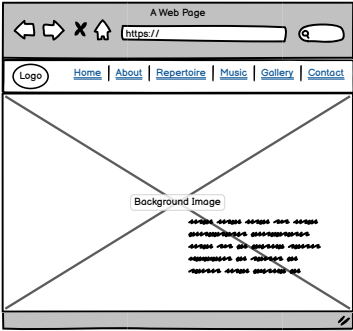 A Web Page
https://
Logo
Home | About | Repertoire | Music | Gallery | Contact
Background Image